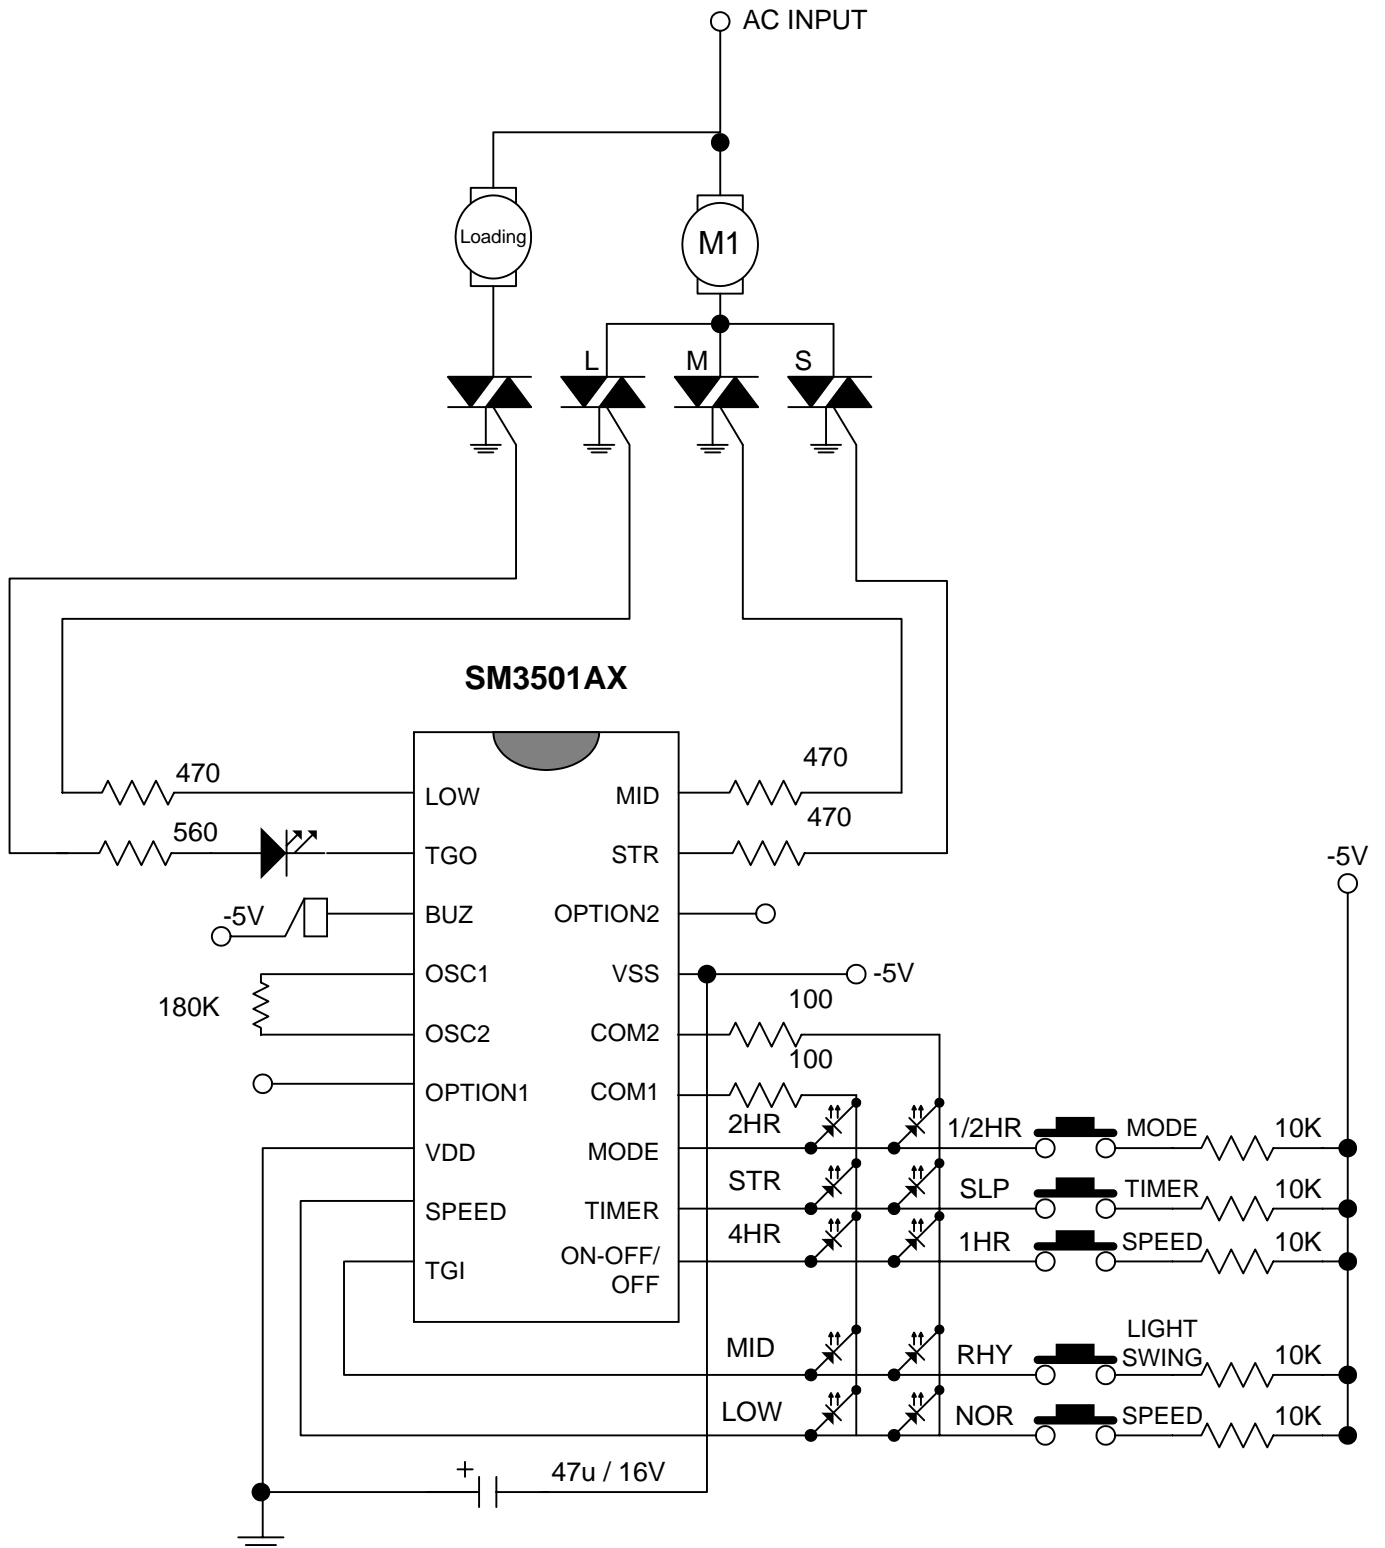 AC INPUT
Loading
M1
L
M
S
SM3501AX
470
470
560
470
LOW
MID
TGO
STR
-5V
-5V
BUZ
OPTION2
OSC1
VSS
-5V
180K
100
OSC2
COM2
100
OPTION1
COM1
2HR
1/2HR
MODE
10K
VDD
MODE
STR
SLP
TIMER
10K
SPEED
TIMER
4HR
1HR
SPEED
10K
TGI
ON-OFF/
OFF
MID
RHY
LIGHT
SWING
10K
LOW
NOR
SPEED
10K
+
47u / 16V